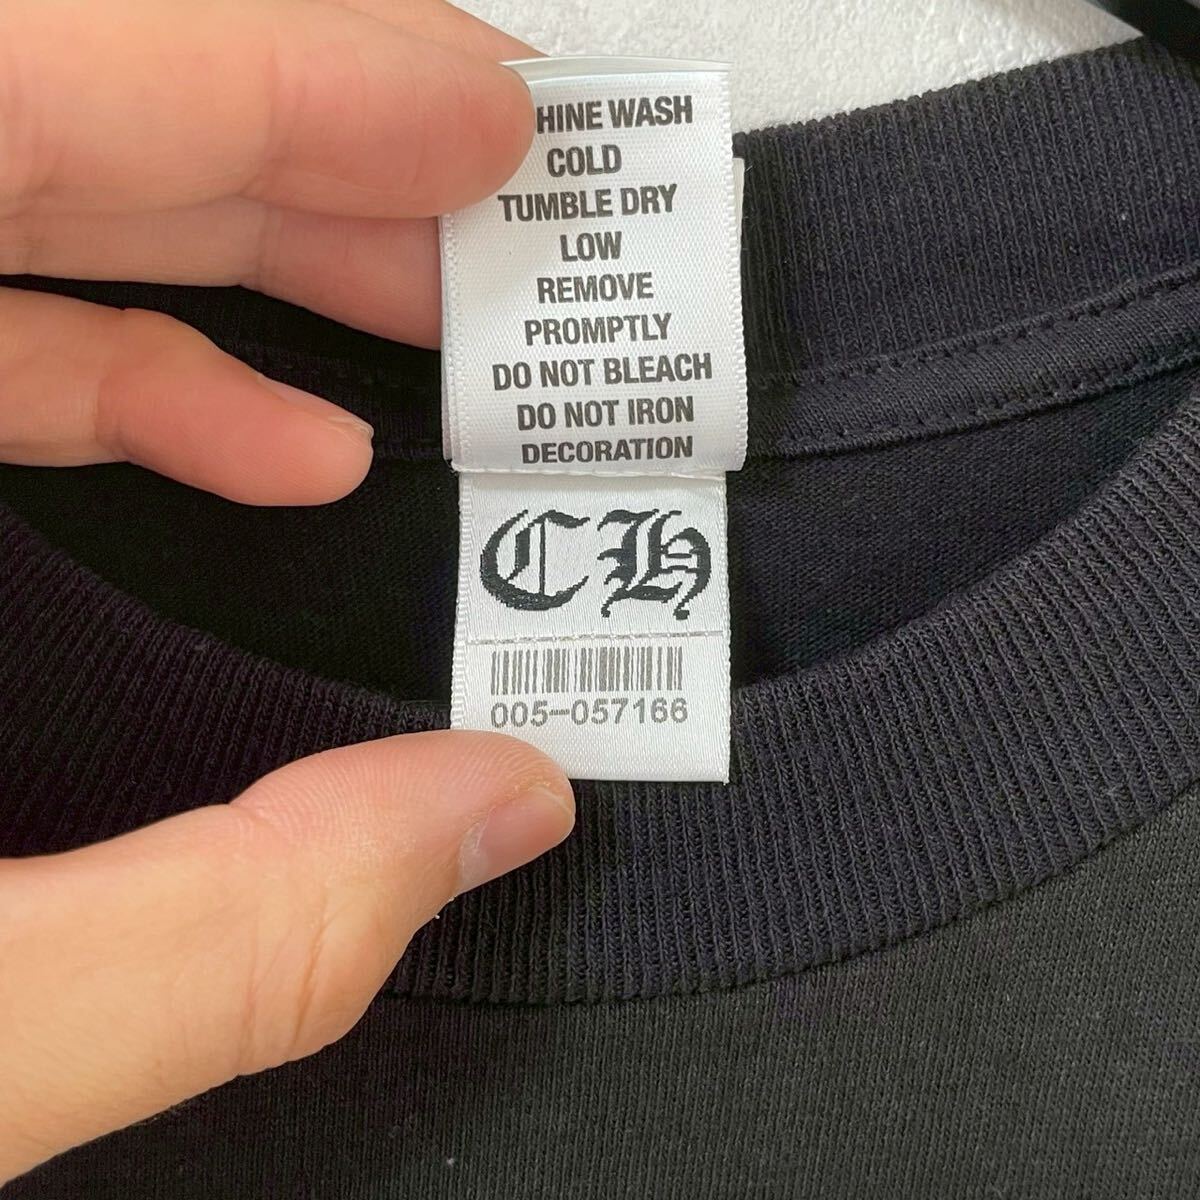 HINE WASH
COLD
TUMBLE DRY
LOW
REMOVE
PROMPTLY
DO NOT BLEACH
DO NOT IRON
DECORATION
CH
005-057166